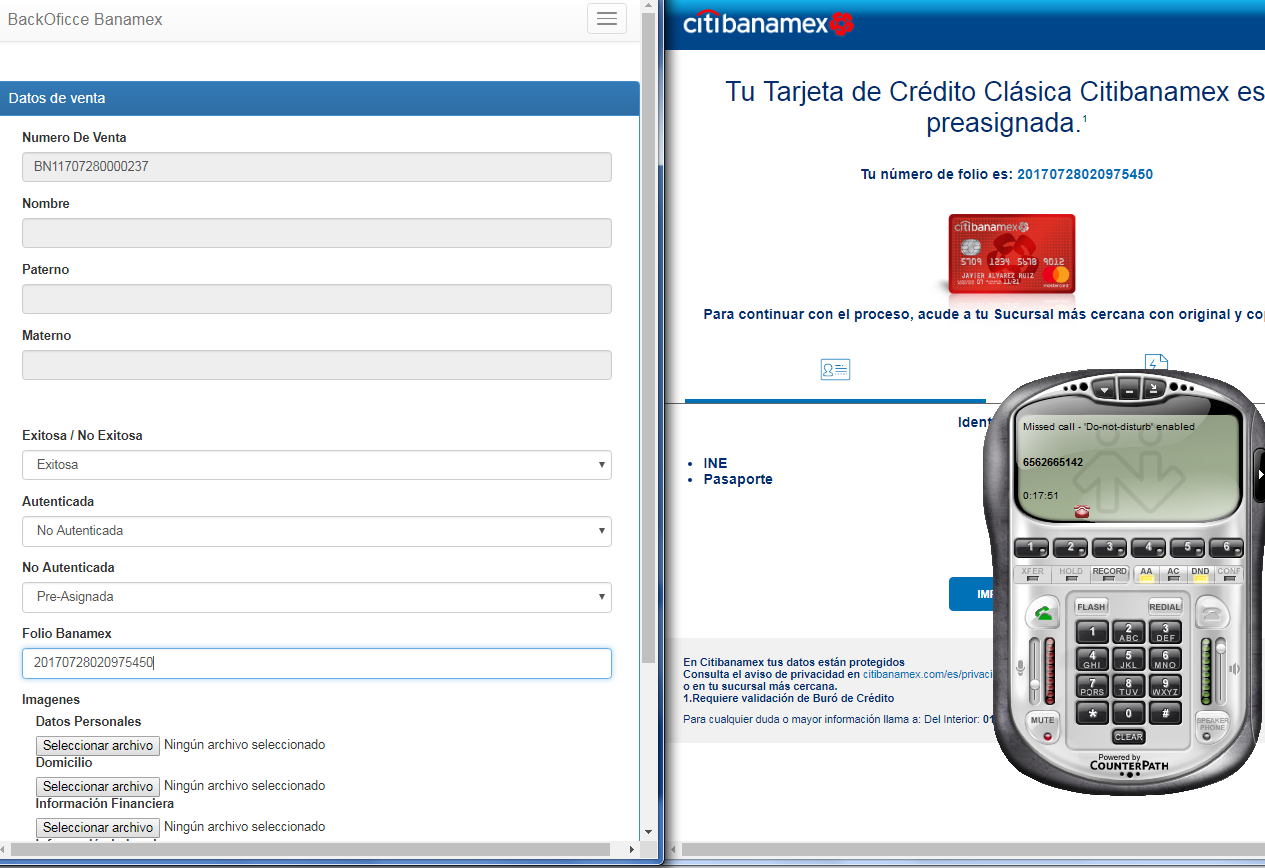 BackOficce Banamex
Datos de venta
Numero De Venta
BN11707280000237
Nombre
Paterno
Materno
Exitosa / No Exitosa
Exitosa
Autenticada
No Autenticada
No Autenticada
Pre-Asignada
Folio Banamex
20170728020975450
Imagenes
Datos Personales
Seleccionar archivo Ningún archivo seleccionado
Domicilio
Seleccionar archivo Ningún archivo seleccionado
Información Financiera
Seleccionar archivo Ningún archivo seleccionado
citibanamex
Tu Tarjeta de Crédito Clásica Citibanamex es
preasignada.1
Tu número de folio es: 20170728020975450
citibanamex
5709 1234 5678 9012
JAVIER ALVAREZ RUIZ
mastercard
Para continuar con el proceso, acude a tu Sucursal más cercana con original y co
Ident
INE
Pasaporte
IM
En Citibanamex tus datos están protegidos
Consulta el aviso de privacidad en citibanamex.com/es/privaci
o en tu sucursal más cercana.
1.Requiere validación de Buró de Crédito
Para cualquier duda o mayor información llama a: Del Interior: 01
Missed call - 'Do-not-disturb' enabled
6562665142
0:17:51
1 2 3 4 5 6
XFER HOLD RECORD AA AC DND CONF
FLASH REDIAL
1 2 ABC 3 DEF
4 GHI 5 JKL 6 MNO
7 PQRS 8 TUV 9 WXYZ
* 0 #
MUTE
SPEAKER PHONE
CLEAR
Powered by
COUNTERPATH